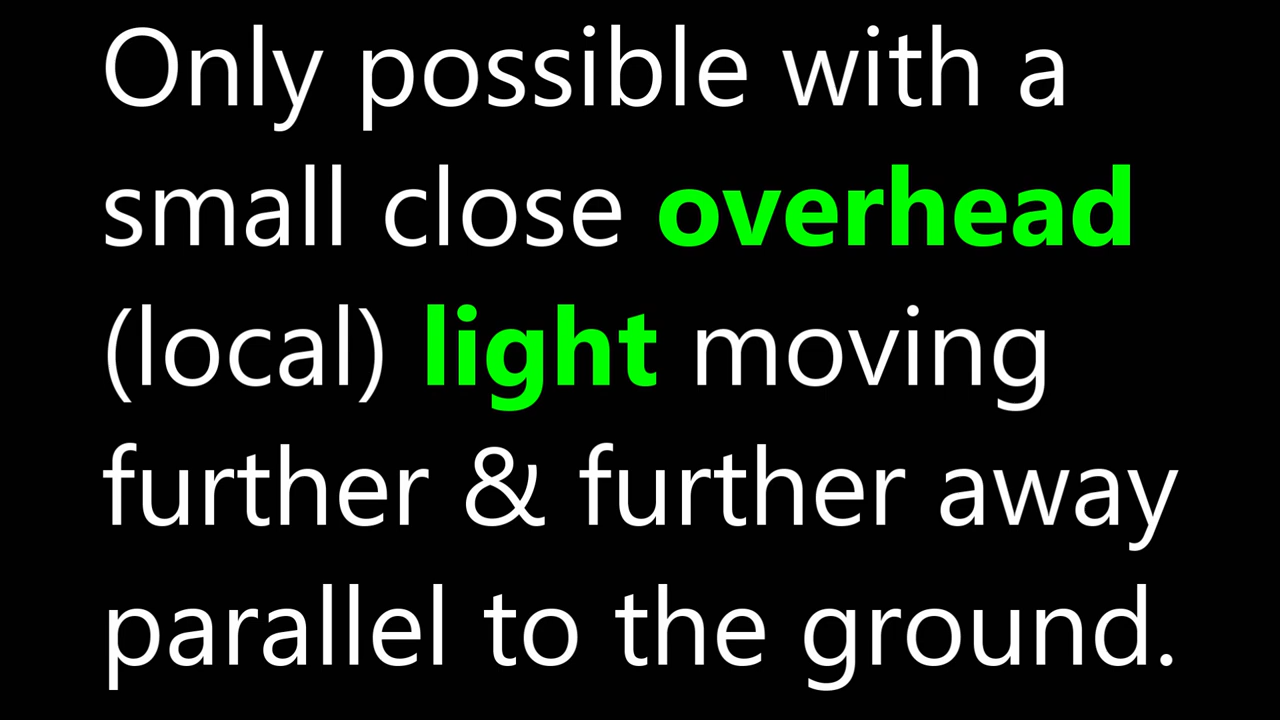 Only possible with a
small close overhead
(local) light moving
further & further away
parallel to the ground.